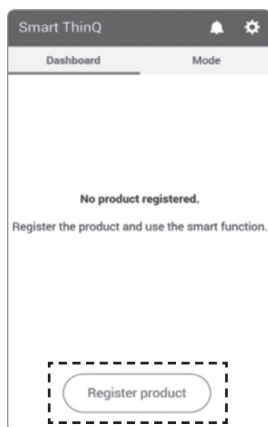 Smart ThinQ
Dashboard Mode
No product registered.
Register the product and use the smart function.
Register product